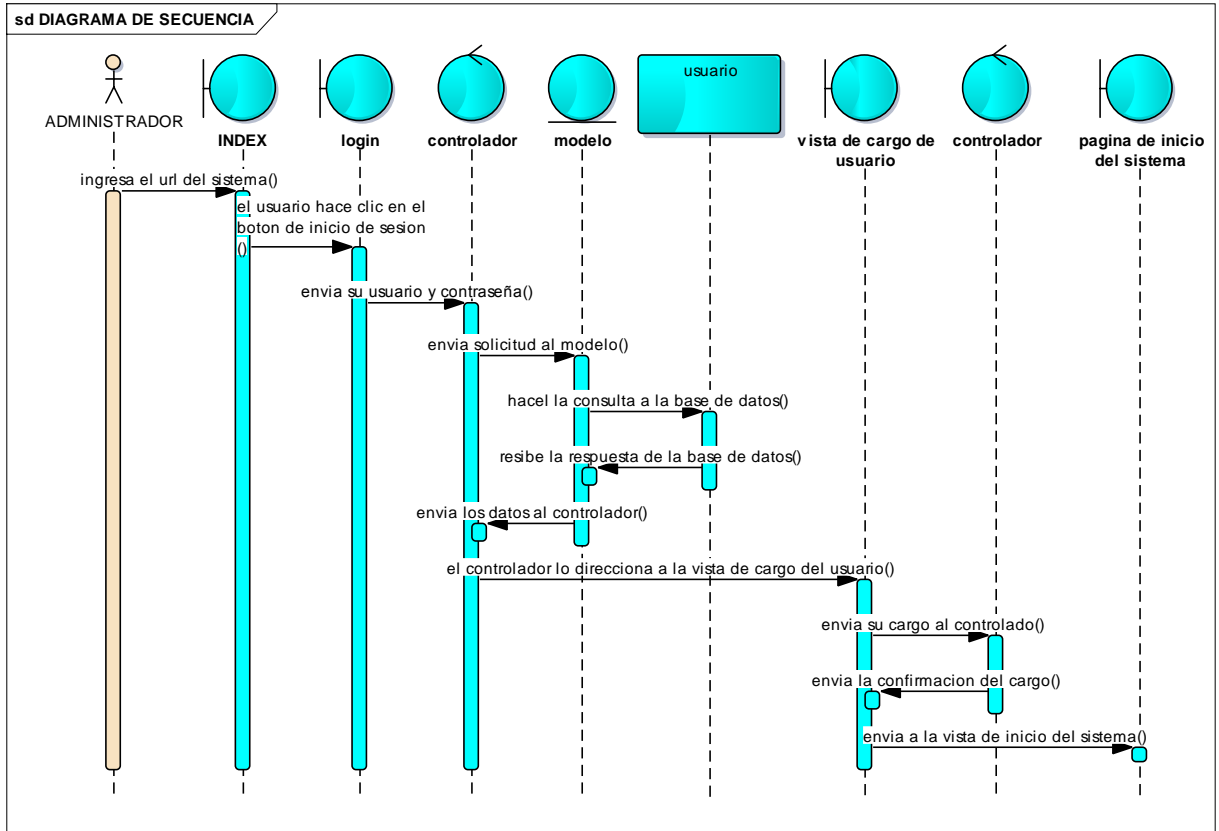 sd DIAGRAMA DE SECUENCIA
ADMINISTRADOR
INDEX
login
controlador
modelo
usuario
vista de cargo de
usuario
controlador
pagina de inicio
del sistema
ingresa el url del sistema()
el usuario hace clic en el
boton de inicio de sesion
()
envia su usuario y contraseña()
envia solicitud al modelo()
hacel la consulta a la base de datos()
resibe la respuesta de la base de datos()
envia los datos al controlador()
el controlador lo direcciona a la vista de cargo del usuario()
envia su cargo al controlado()
envia la confirmacion del cargo()
envia a la vista de inicio del sistema()